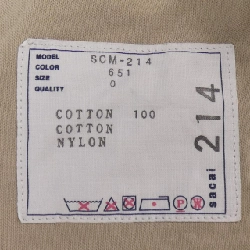 MODEL SCM-214
COLOR 651
SIZE 0
QUALITY
COTTON 100
COTTON
NYLON
sacai 214